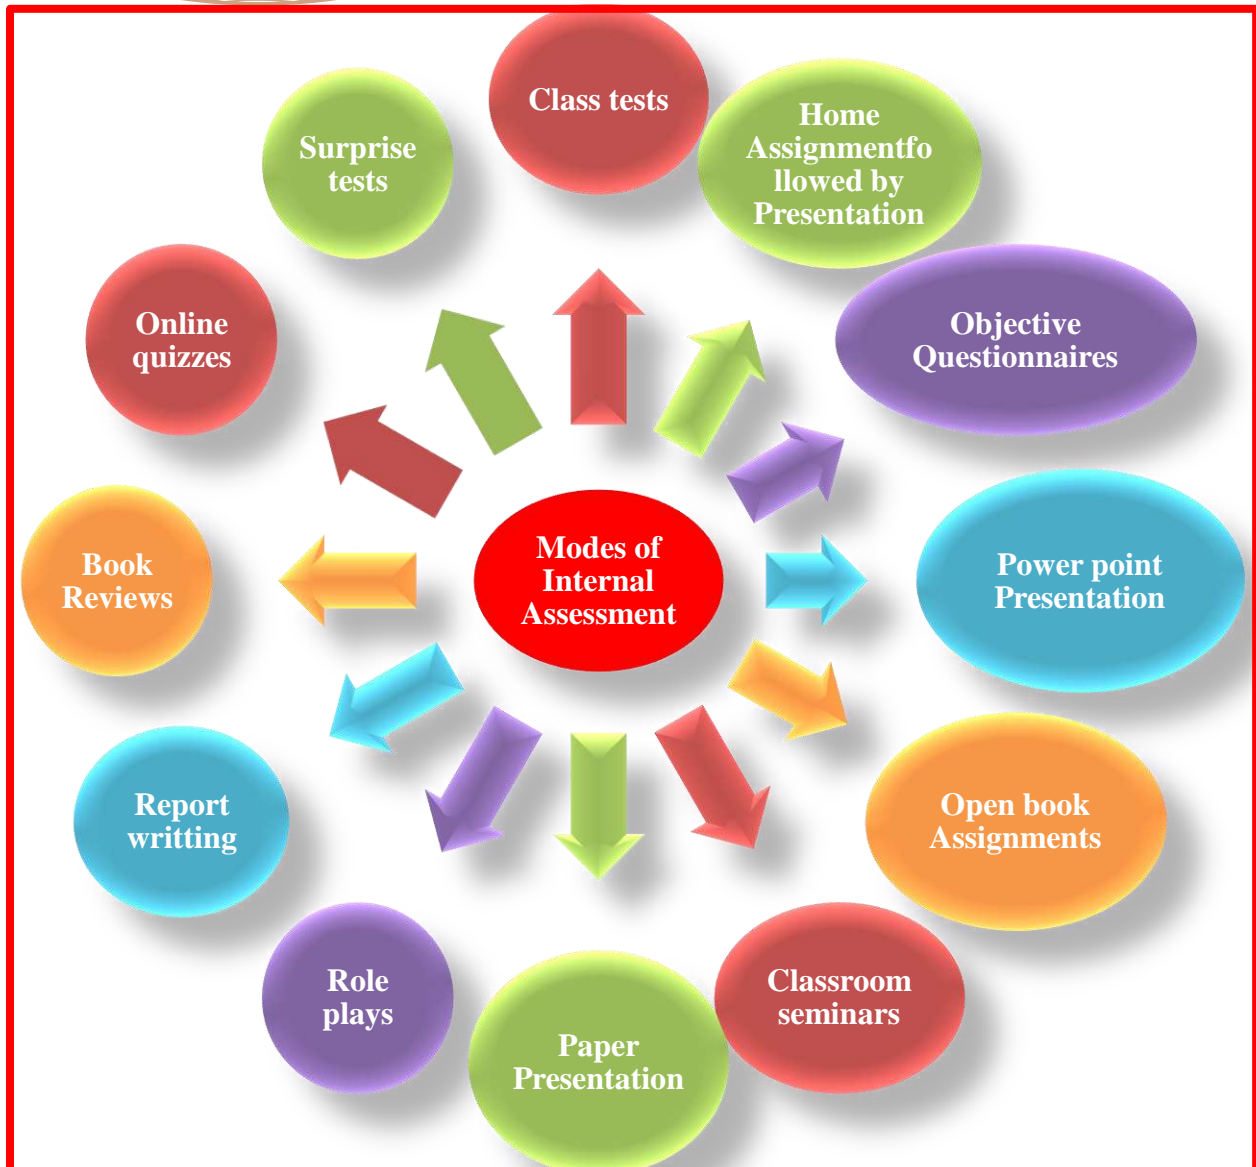 Class tests
Home
Assignmentfo
llowed by
Presentation
Objective
Questionnaires
Power point
Presentation
Open book
Assignments
Classroom
seminars
Paper
Presentation
Role
plays
Report
writting
Book
Reviews
Online
quizzes
Surprise
tests
Modes of
Internal
Assessment